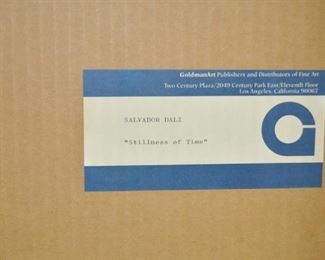 GoldmanArt Publishers and Distributors of Fine Art
Two Century Plaza/2049 Century Park East/Eleventh Floor
Los Angeles, California 90067
SALVADOR DALI
"Stillness of Time"